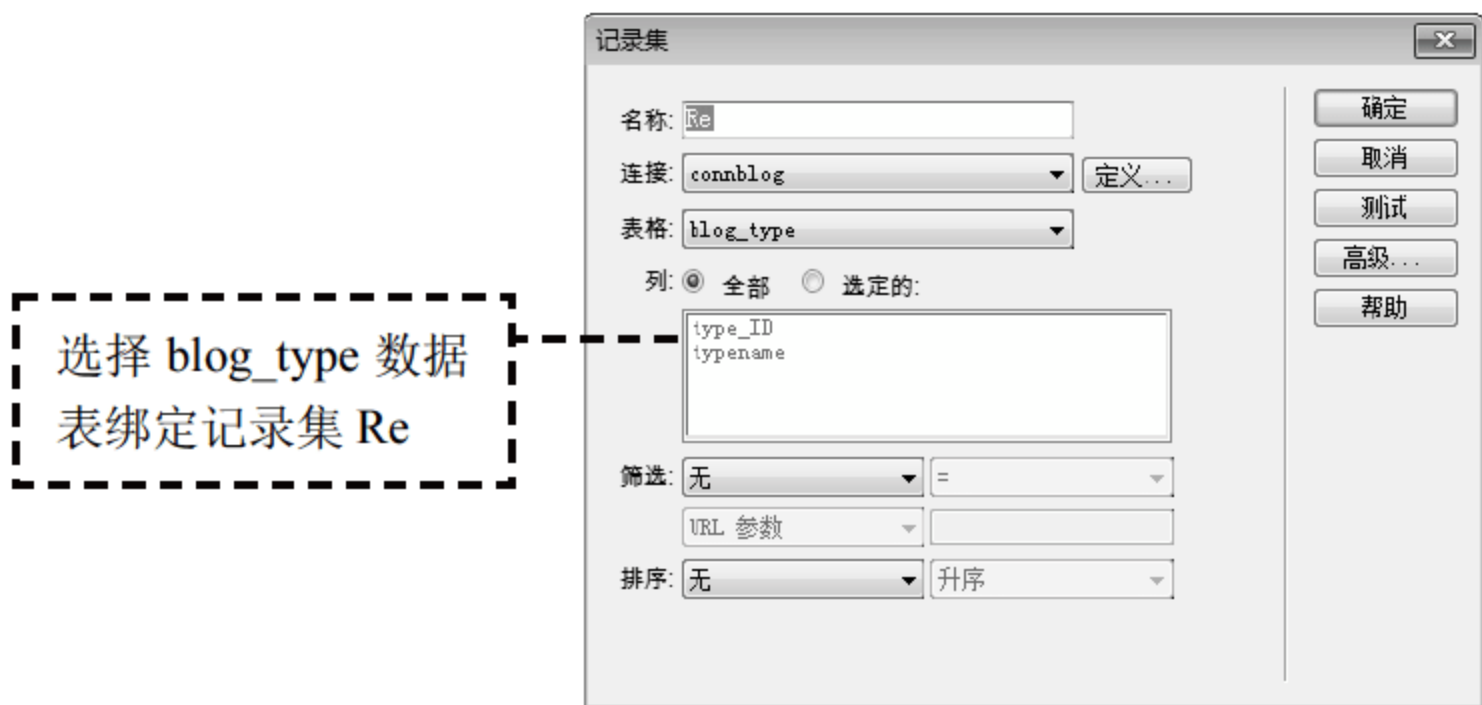 记录集
名称: Re
确定
连接: connblog 定义...
取消
表格: blog_type
测试
列: 全部 选定的:
高级...
type_ID
typename
帮助
选择 blog_type 数据
表绑定记录集 Re
筛选: 无 =
URL 参数
排序: 无 升序